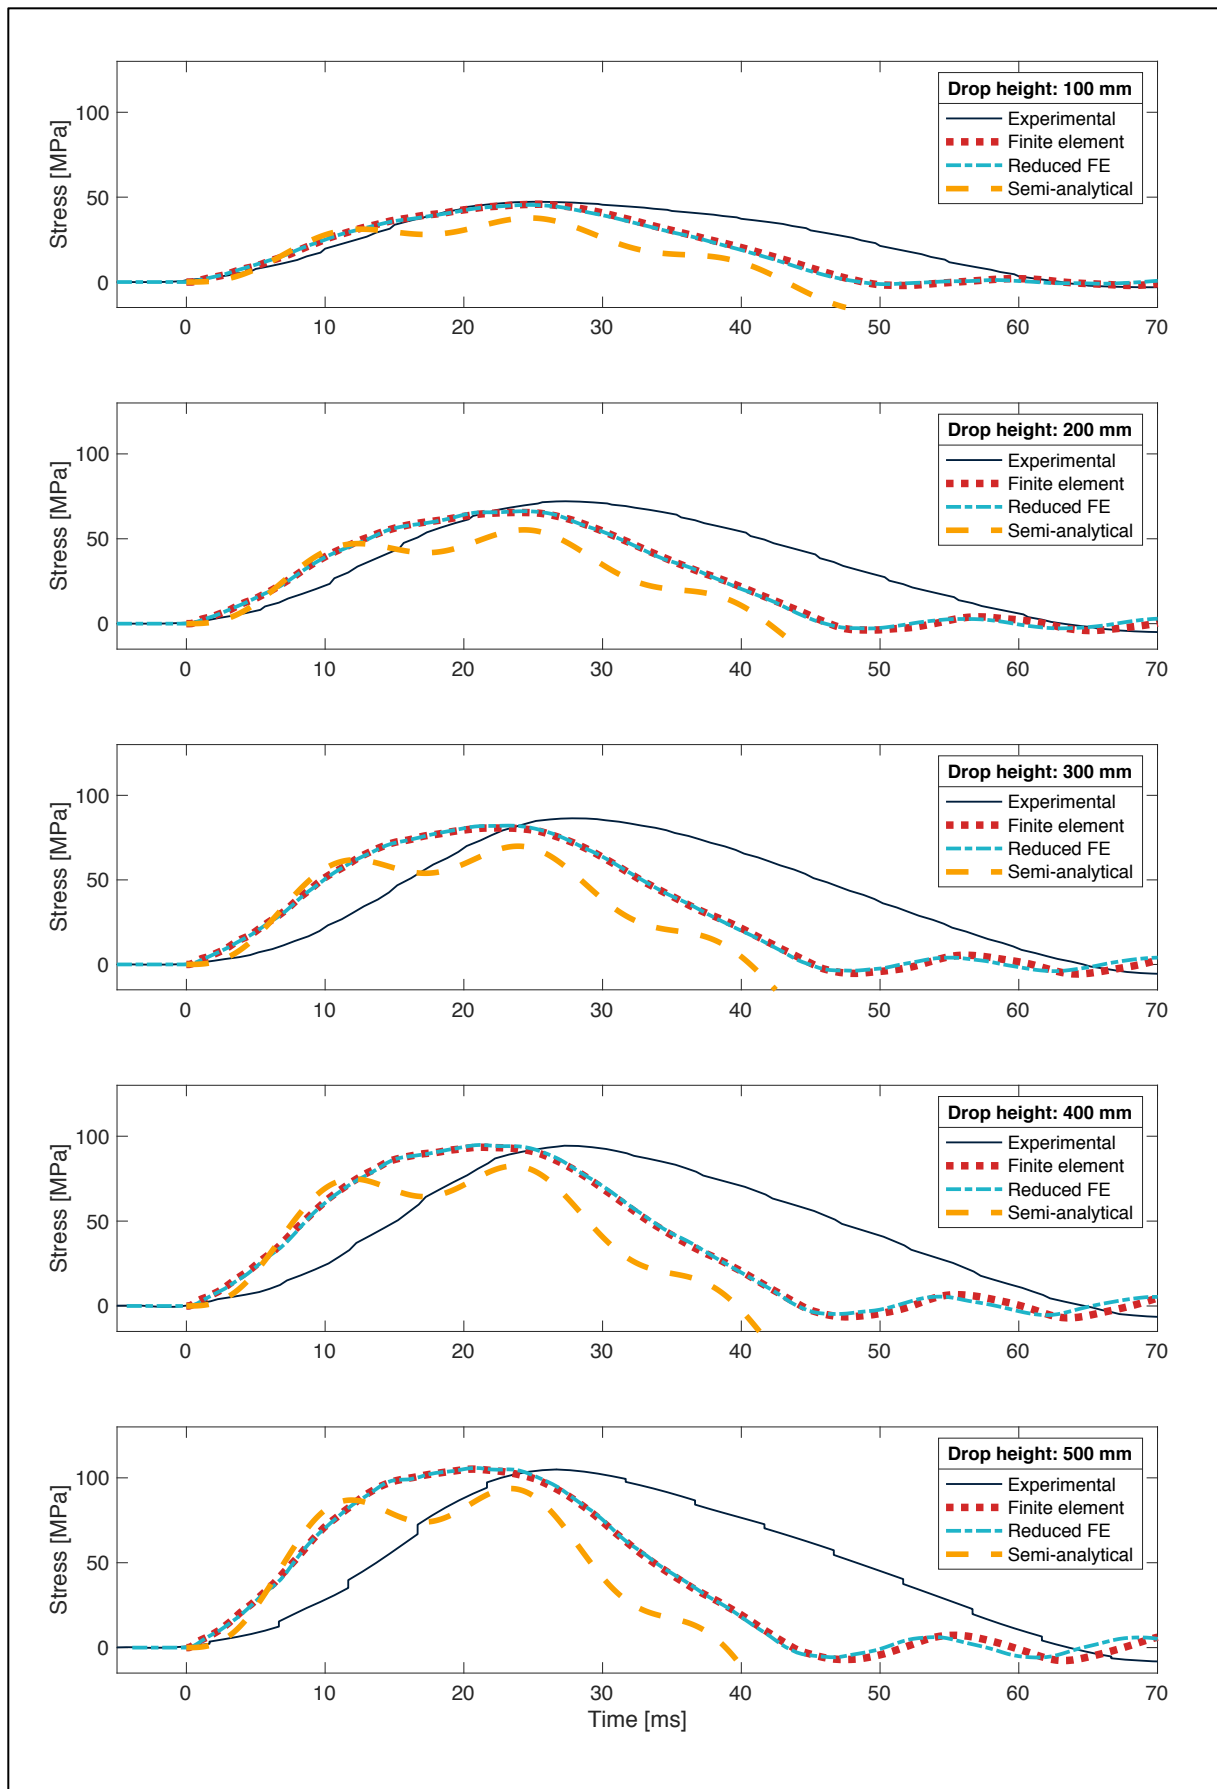 Drop height: 100 mm
Experimental
Finite element
Reduced FE
Semi-analytical
Stress [MPa]
100
50
0
0 10 20 30 40 50 60 70
Drop height: 200 mm
Experimental
Finite element
Reduced FE
Semi-analytical
Stress [MPa]
100
50
0
0 10 20 30 40 50 60 70
Drop height: 300 mm
Experimental
Finite element
Reduced FE
Semi-analytical
Stress [MPa]
100
50
0
0 10 20 30 40 50 60 70
Drop height: 400 mm
Experimental
Finite element
Reduced FE
Semi-analytical
Stress [MPa]
100
50
0
0 10 20 30 40 50 60 70
Drop height: 500 mm
Experimental
Finite element
Reduced FE
Semi-analytical
Stress [MPa]
100
50
0
0 10 20 30 40 50 60 70
Time [ms]